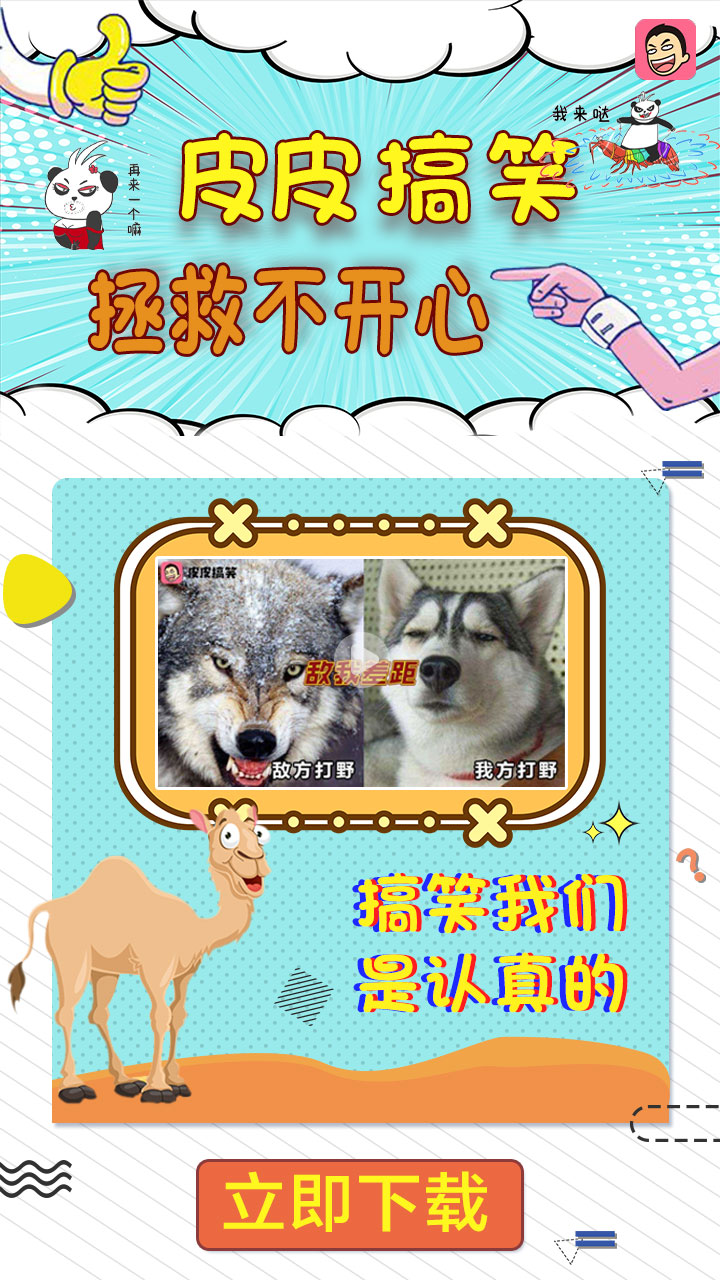 我来哒
再来一个嘛
皮皮搞笑
拯救不开心
皮皮搞笑
敌我差距
敌方打野
我方打野
搞笑我们
是认真的
立即下载